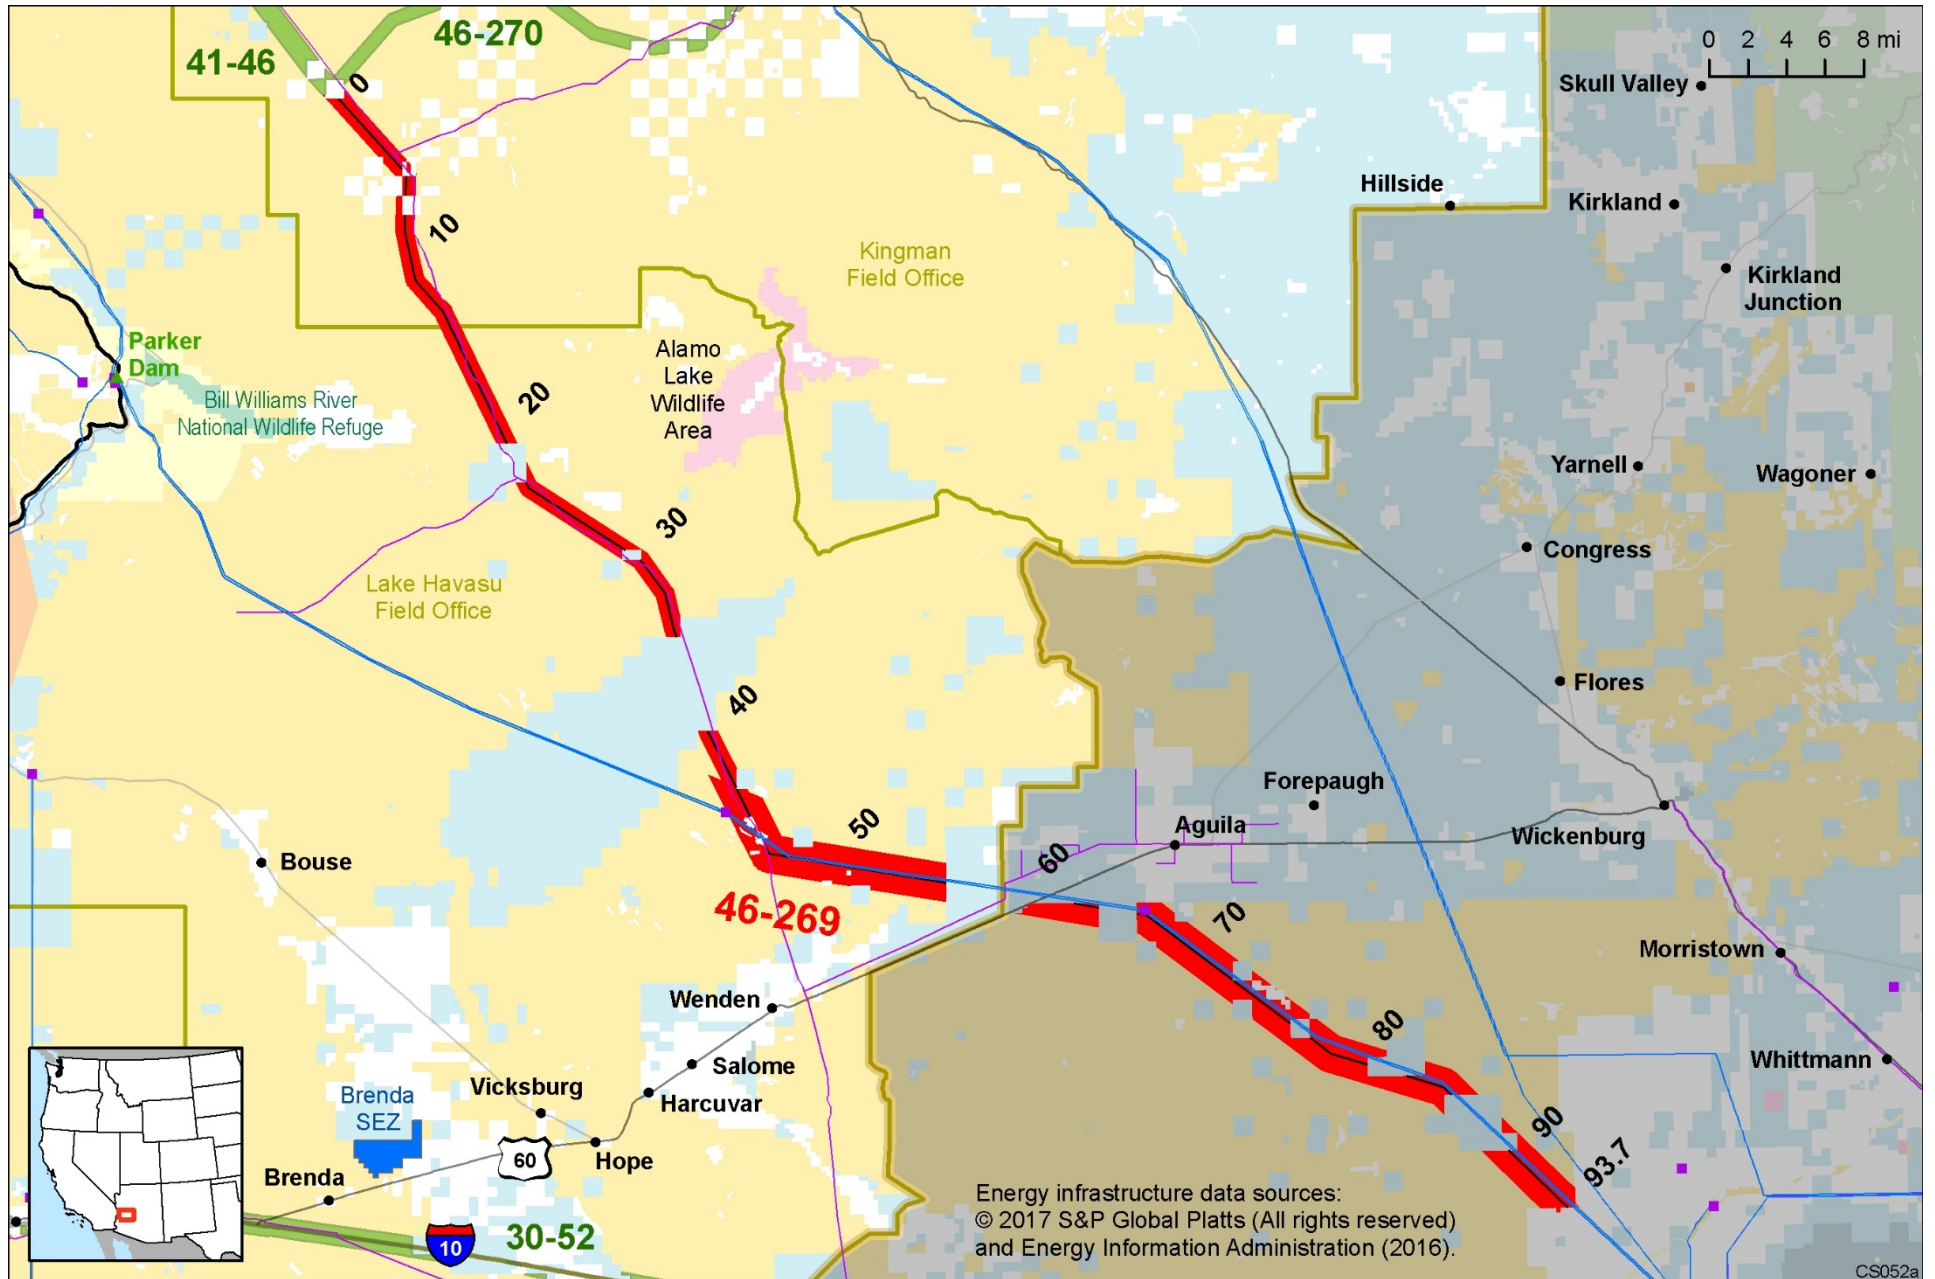 46-270
41-46
0
0 2 4 6 8 mi
Skull Valley
Hillside
Kirkland
10
Kingman
Field Office
Kirkland
Junction
Parker
Dam
Alamo
Lake
Wildlife
Area
20
Bill Williams River
National Wildlife Refuge
Yarnell
Wagoner
30
Congress
Lake Havasu
Field Office
Flores
40
Forepaugh
50
Aguila
Wickenburg
Bouse
60
46-269
70
Morristown
Wenden
80
Salome
Whittmann
Vicksburg
Harcuvar
Brenda
SEZ
90
60
Hope
93.7
Brenda
Energy infrastructure data sources:
© 2017 S&P Global Platts (All rights reserved)
and Energy Information Administration (2016).
30-52
10
CS052a